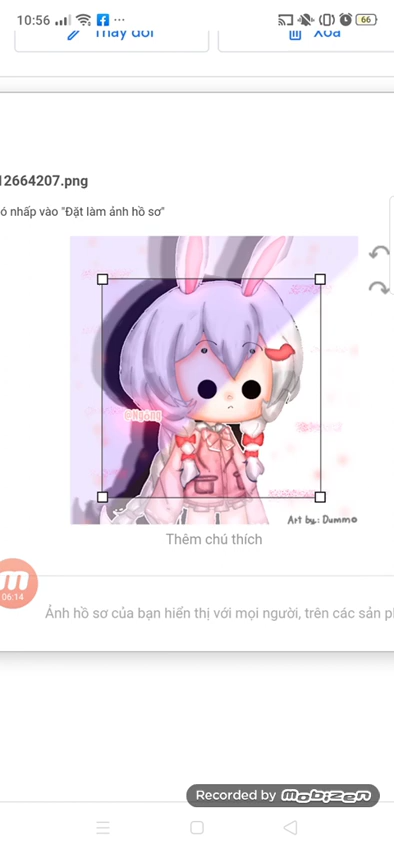 10:56
66
Thay đổi
Xóa
12664207.png
ó nhấp vào "Đặt làm ảnh hồ sơ"
Art by: Dummo
Thêm chú thích
06:14
Ảnh hồ sơ của bạn hiển thị với mọi người, trên các sản p
Recorded by mobizen